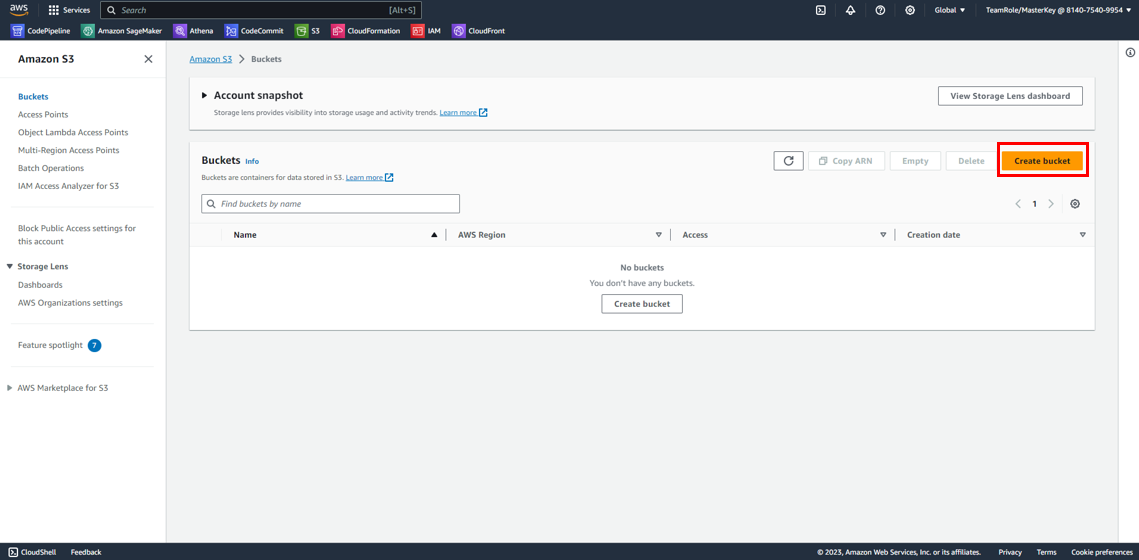 aws Services Search [Alt+S] Global TeamRole/MasterKey @ 8140-7540-9954
CodePipeline Amazon SageMaker Athena CodeCommit S3 CloudFormation IAM CloudFront
Amazon S3
Buckets
Access Points
Object Lambda Access Points
Multi-Region Access Points
Batch Operations
IAM Access Analyzer for S3
Block Public Access settings for
this account
Storage Lens
Dashboards
AWS Organizations settings
Feature spotlight 7
AWS Marketplace for S3
Amazon S3 Buckets
Account snapshot
View Storage Lens dashboard
Storage lens provides visibility into storage usage and activity trends. Learn more
Buckets Info
Copy ARN Empty Delete Create bucket
Buckets are containers for data stored in S3. Learn more
Find buckets by name
1
Name AWS Region Access Creation date
No buckets
You don't have any buckets.
Create bucket
CloudShell Feedback © 2023, Amazon Web Services, Inc. or its affiliates. Privacy Terms Cookie preferences